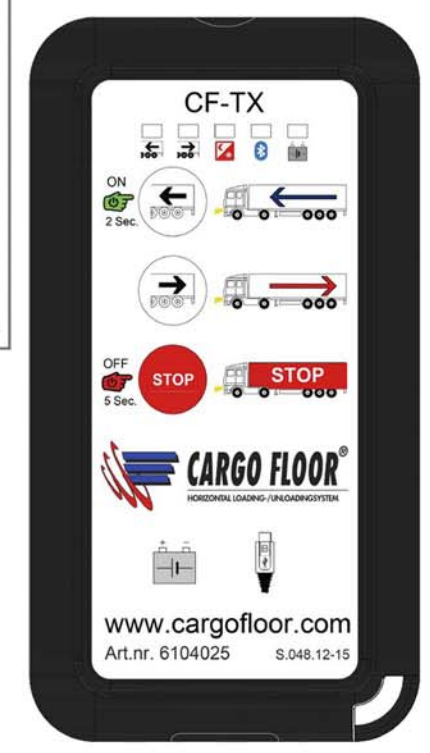 CF-TX
ON
2 Sec.
OFF
5 Sec.
STOP
STOP
CARGO FLOOR®
HORIZONTAL LOADING-/UNLOADINGSYSTEM
+ −
www.cargofloor.com
Art.nr. 6104025 S.048.12-15